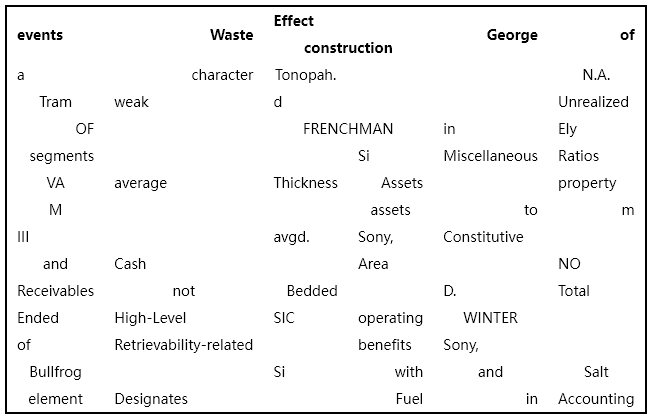 events Waste Effect construction George of
a character Tonopah. N.A.
Tram weak d Unrealized
OF FRENCHMAN in Ely
segments Si Miscellaneous Ratios
VA average Thickness Assets property
M assets to m
III avgd. Sony, Constitutive
and Cash Area NO
Receivables not Bedded D. Total
Ended High-Level SIC operating WINTER
of Retrievability-related benefits Sony,
Bullfrog Si with and Salt
element Designates Fuel in Accounting